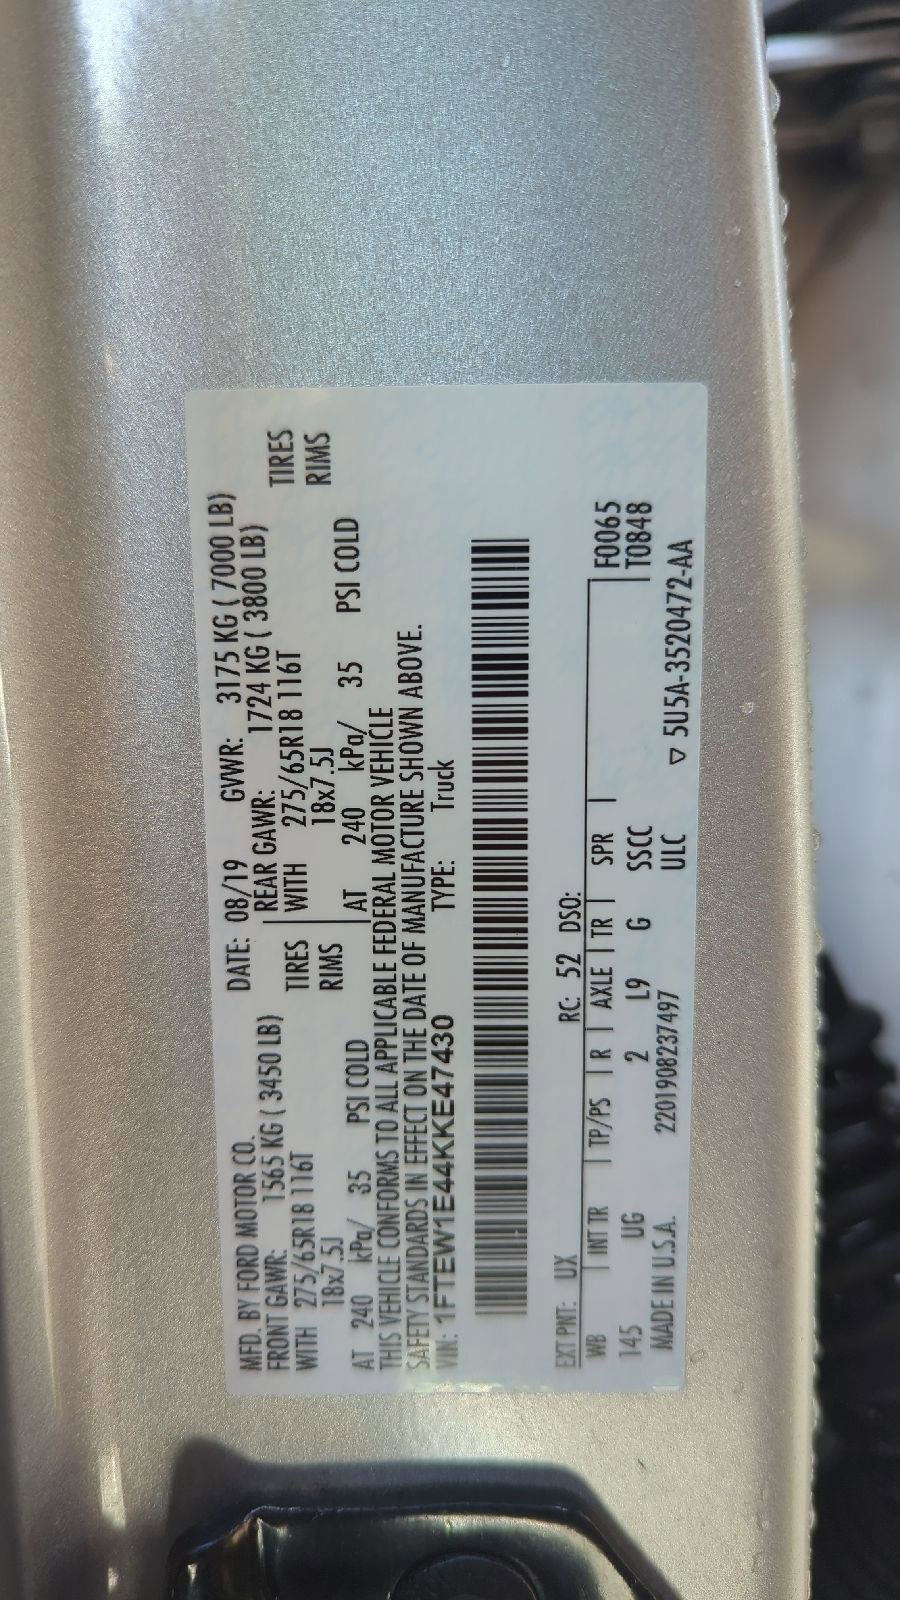 MFD. BY FORD MOTOR CO. DATE: 08/19 GVWR: 3175 KG ( 7000 LB)
FRONT GAWR: 1565 KG ( 3450 LB) REAR GAWR: 1724 KG ( 3800 LB)
WITH 275/65R18 116T TIRES WITH 275/65R18 116T TIRES
18x7.5J RIMS 18x7.5J RIMS
AT 240 kPa/ 35 PSI COLD AT 240 kPa/ 35 PSI COLD
THIS VEHICLE CONFORMS TO ALL APPLICABLE FEDERAL MOTOR VEHICLE
SAFETY STANDARDS IN EFFECT ON THE DATE OF MANUFACTURE SHOWN ABOVE.
VIN: 1FTEW1E44KKE47430 TYPE: Truck
EXT PNT: UX RC: 52 DSO:
WB INT TR TP/PS R AXLE TR SPR F0065
145 UG 2 L9 G SSCC T0848
ULC
MADE IN U.S.A. 2201908237497 ▽ 5U5A-3520472-AA